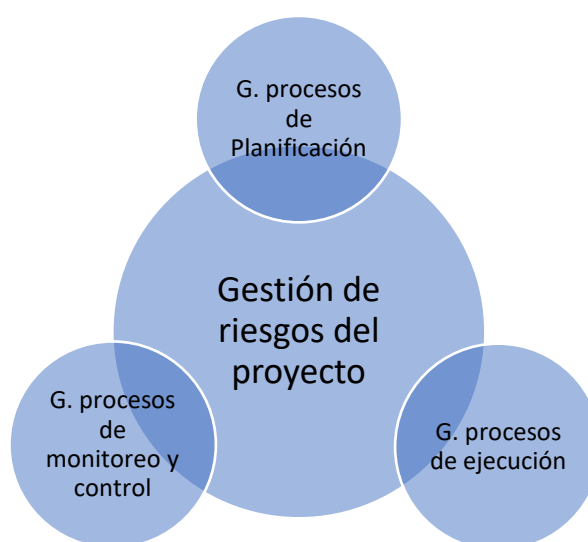 G. procesos
de
Planificación
Gestión de
riesgos del
proyecto
G. procesos
de
monitoreo y
control
G. procesos
de ejecución